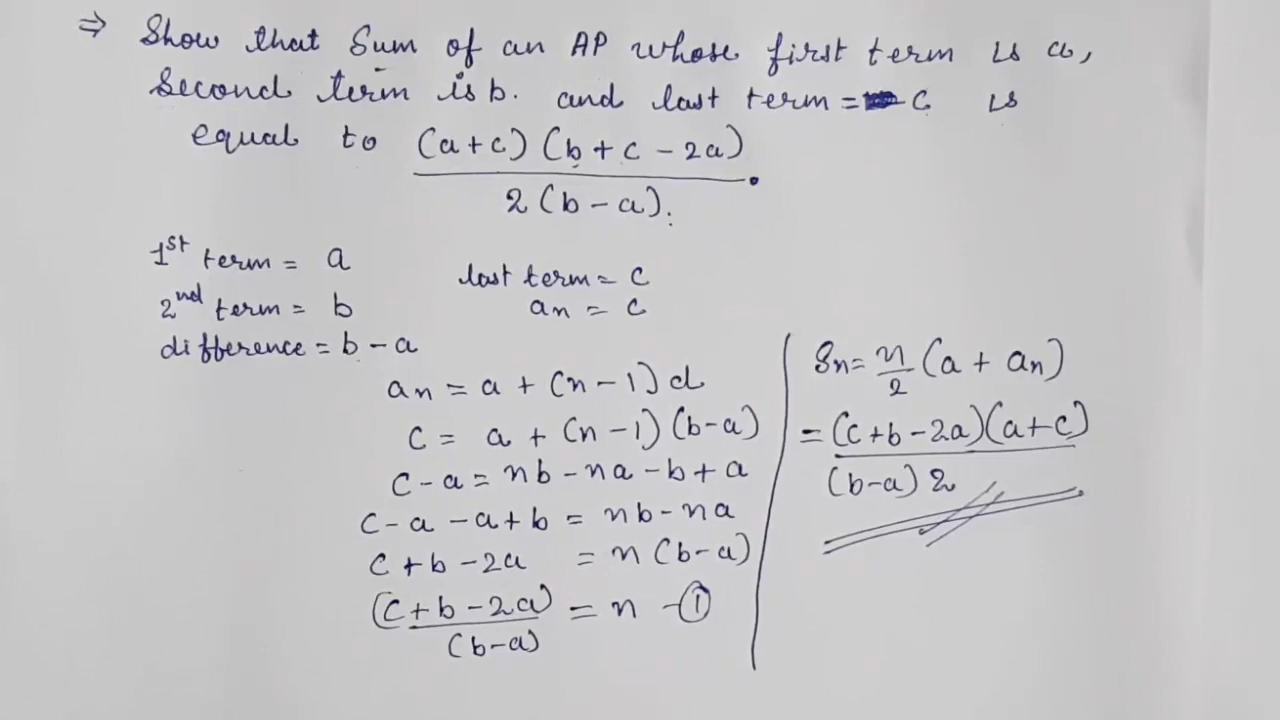 ⇒ Show that Sum of an AP whose first term is a,
second term is b. and last term = c is
equal to (a+c) (b+c-2a)
2(b-a).
1st term = a
2nd term = b
difference = b-a
last term = c
an = c
an = a + (n-1) d
c = a + (n-1) (b-a)
c-a = nb-na-b+a
c-a-a+b = nb-na
c+b-2a = n(b-a)
(c+b-2a) = n -①
(b-a)
Sn = n/2 (a + an)
= (c+b-2a)(a+c)
(b-a) 2